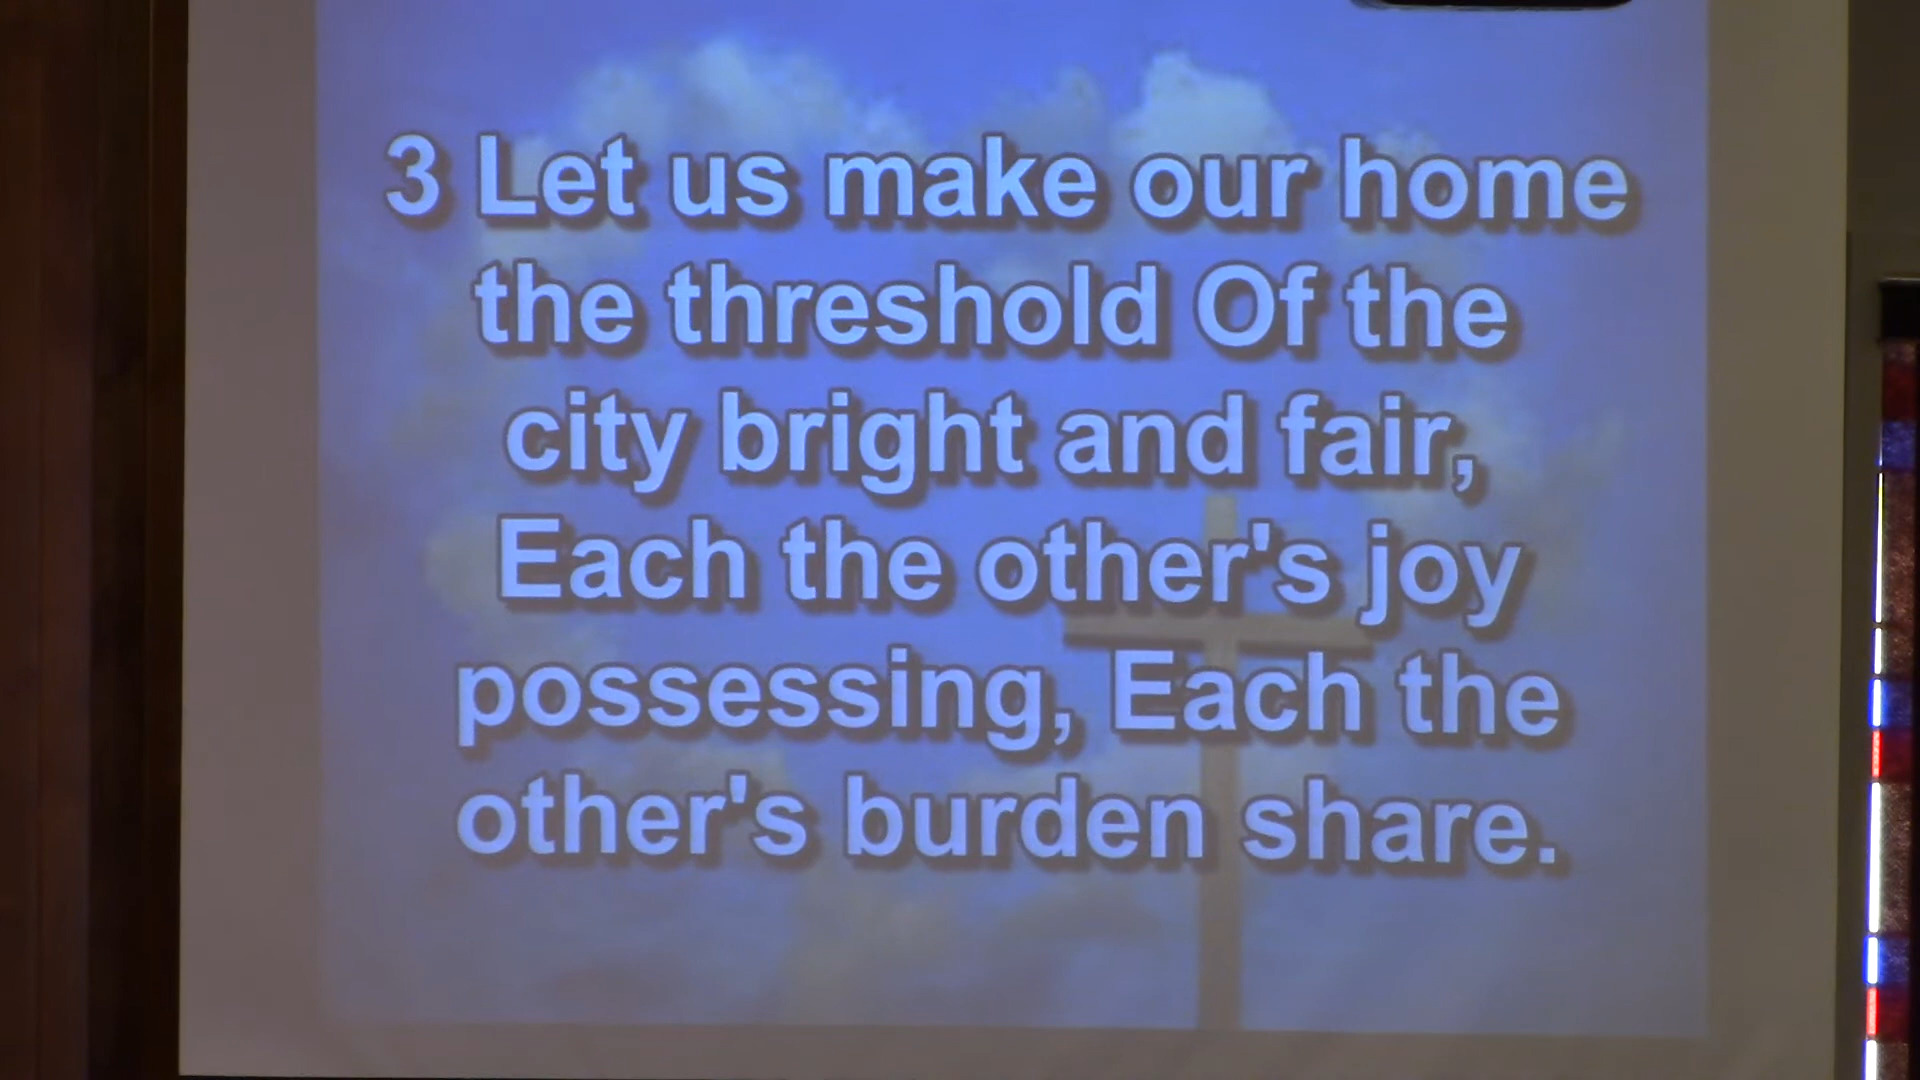 3 Let us make our home
the threshold Of the
city bright and fair,
Each the other's joy
possessing, Each the
other's burden share.